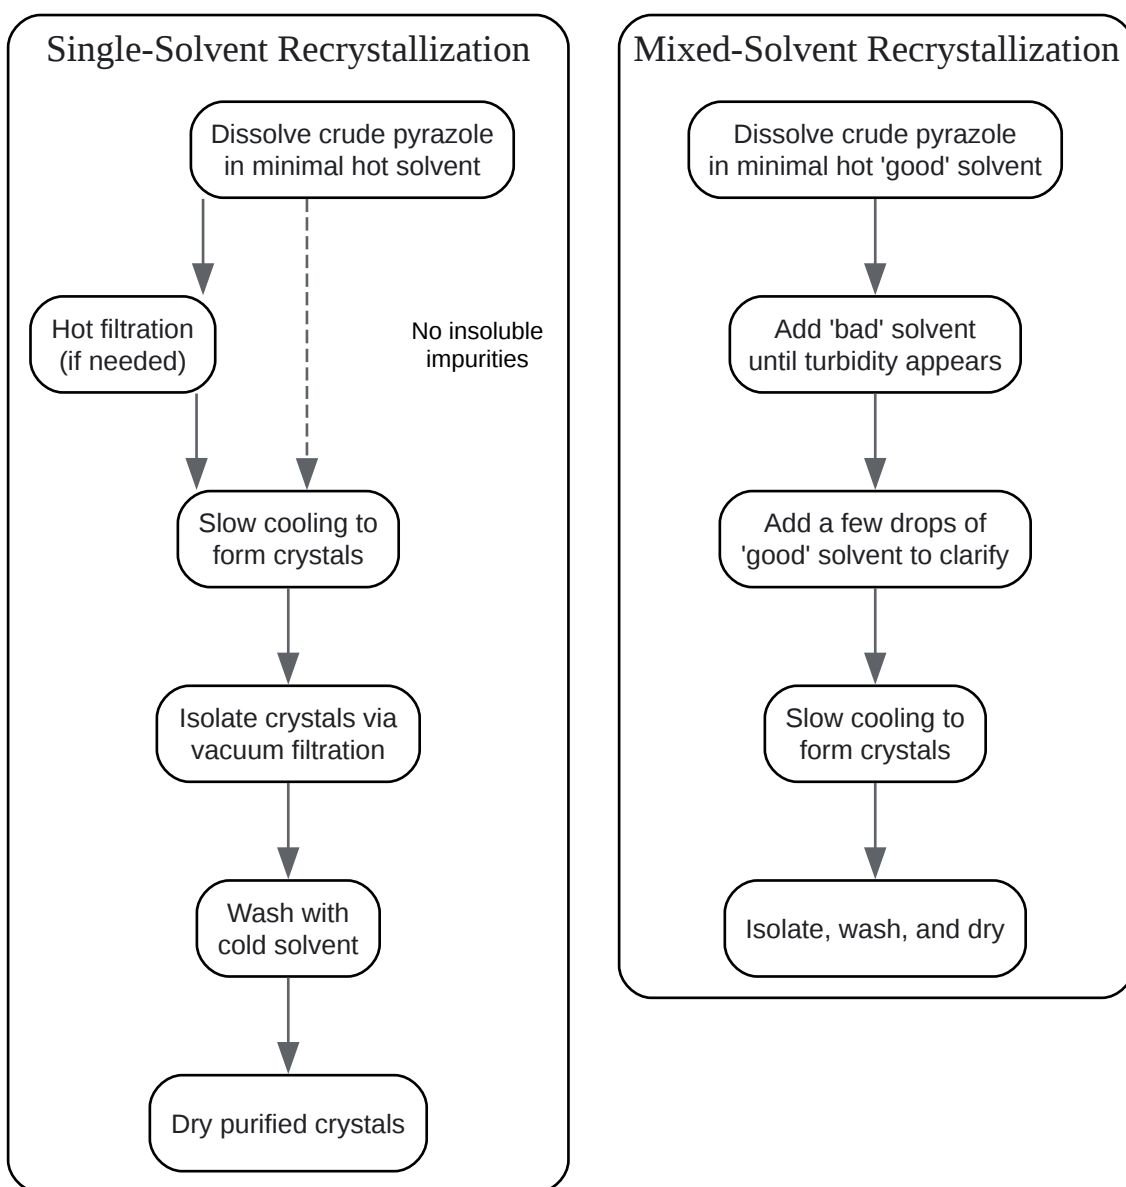 Single-Solvent Recrystallization
Dissolve crude pyrazole
in minimal hot solvent
Hot filtration
(if needed)
No insoluble
impurities
Slow cooling to
form crystals
Isolate crystals via
vacuum filtration
Wash with
cold solvent
Dry purified crystals
Mixed-Solvent Recrystallization
Dissolve crude pyrazole
in minimal hot 'good' solvent
Add 'bad' solvent
until turbidity appears
Add a few drops of
'good' solvent to clarify
Slow cooling to
form crystals
Isolate, wash, and dry